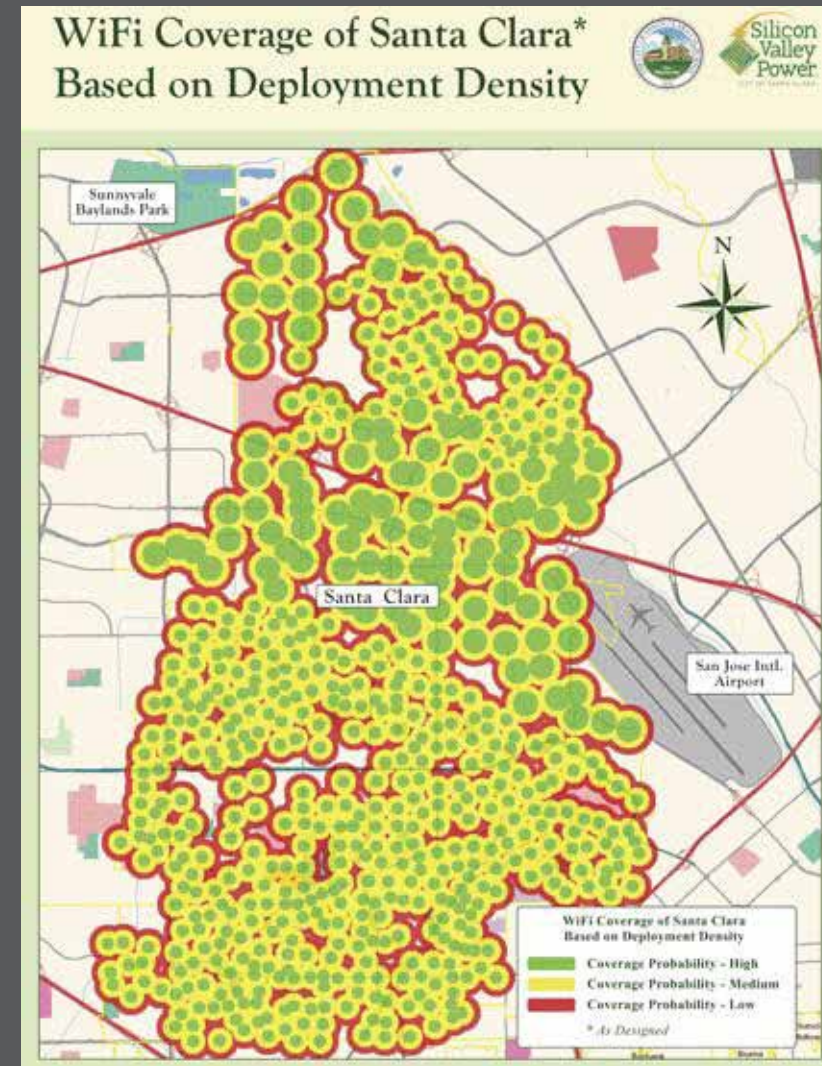 WiFi Coverage of Santa Clara*
Based on Deployment Density
Silicon
Valley
Power
Sunnyvale
Baylands Park
N
Santa Clara
San Jose Intl.
Airport
WiFi Coverage of Santa Clara
Based on Deployment Density
Coverage Probability - High
Coverage Probability - Medium
Coverage Probability - Low
* As Designed